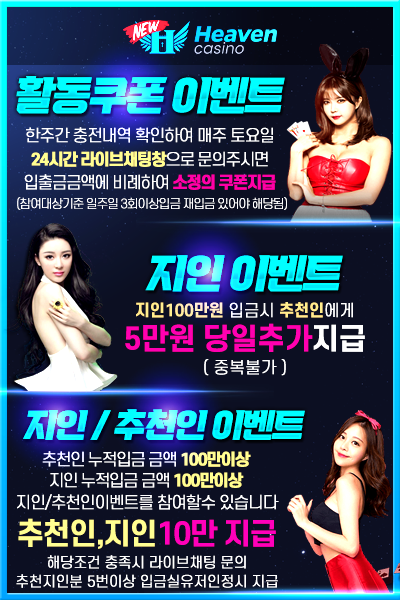 NEW
Heaven
casino
활동쿠폰 이벤트
한주간 충전내역 확인하여 매주 토요일
24시간 라이브채팅창으로 문의주시면
입출금금액에 비례하여 소정의 쿠폰지급
(참여대상기준 일주일 3회이상입금 재입금 있어야 해당됨)
지인 이벤트
지인100만원 입금시 추천인에게
5만원 당일추가지급
( 중복불가 )
지인 / 추천인 이벤트
추천인 누적입금 금액 100만이상
지인 누적입금 금액 100만이상
지인/추천인이벤트를 참여할수 있습니다
추천인,지인10만 지급
해당조건 충족시 라이브채팅 문의
추천지인분 5번이상 입금실유저인정시 지급